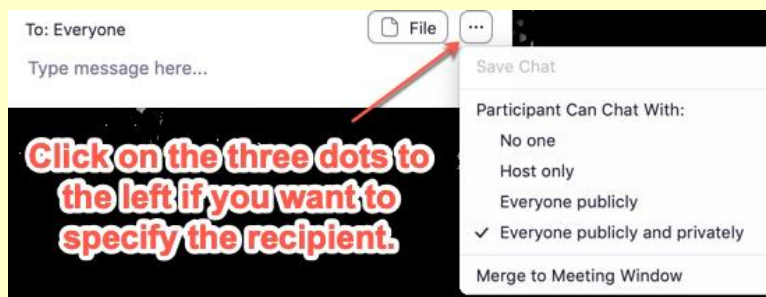 To: Everyone
File
...
Type message here...
Save Chat
Participant Can Chat With:
No one
Host only
Everyone publicly
✓ Everyone publicly and privately
Merge to Meeting Window
Click on the three dots to
the left if you want to
specify the recipient.